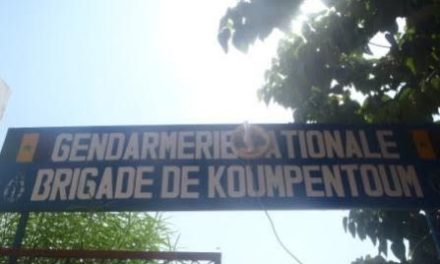 GENDARMERIE NATIONALE
BRIGADE DE KOUMPENTOUM